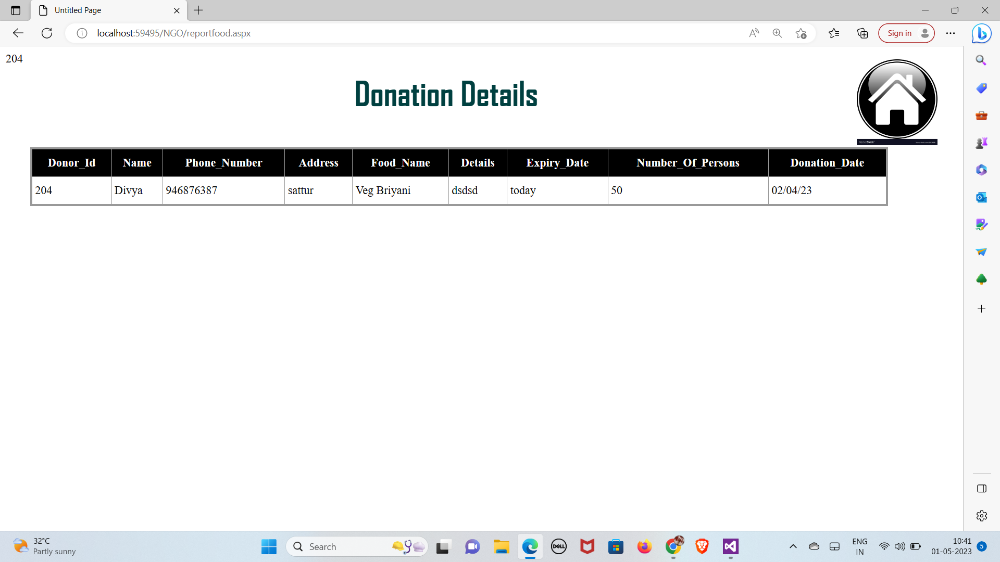 Untitled Page
localhost:59495/NGO/reportfood.aspx
Sign in
204
Donation Details
VectorStock
Donor_Id Name Phone_Number Address Food_Name Details Expiry_Date Number_Of_Persons Donation_Date
204 Divya 946876387 sattur Veg Briyani dsdsd today 50 02/04/23
32°C
Partly sunny
Search
DELL
ENG
IN
10:41
01-05-2023
5